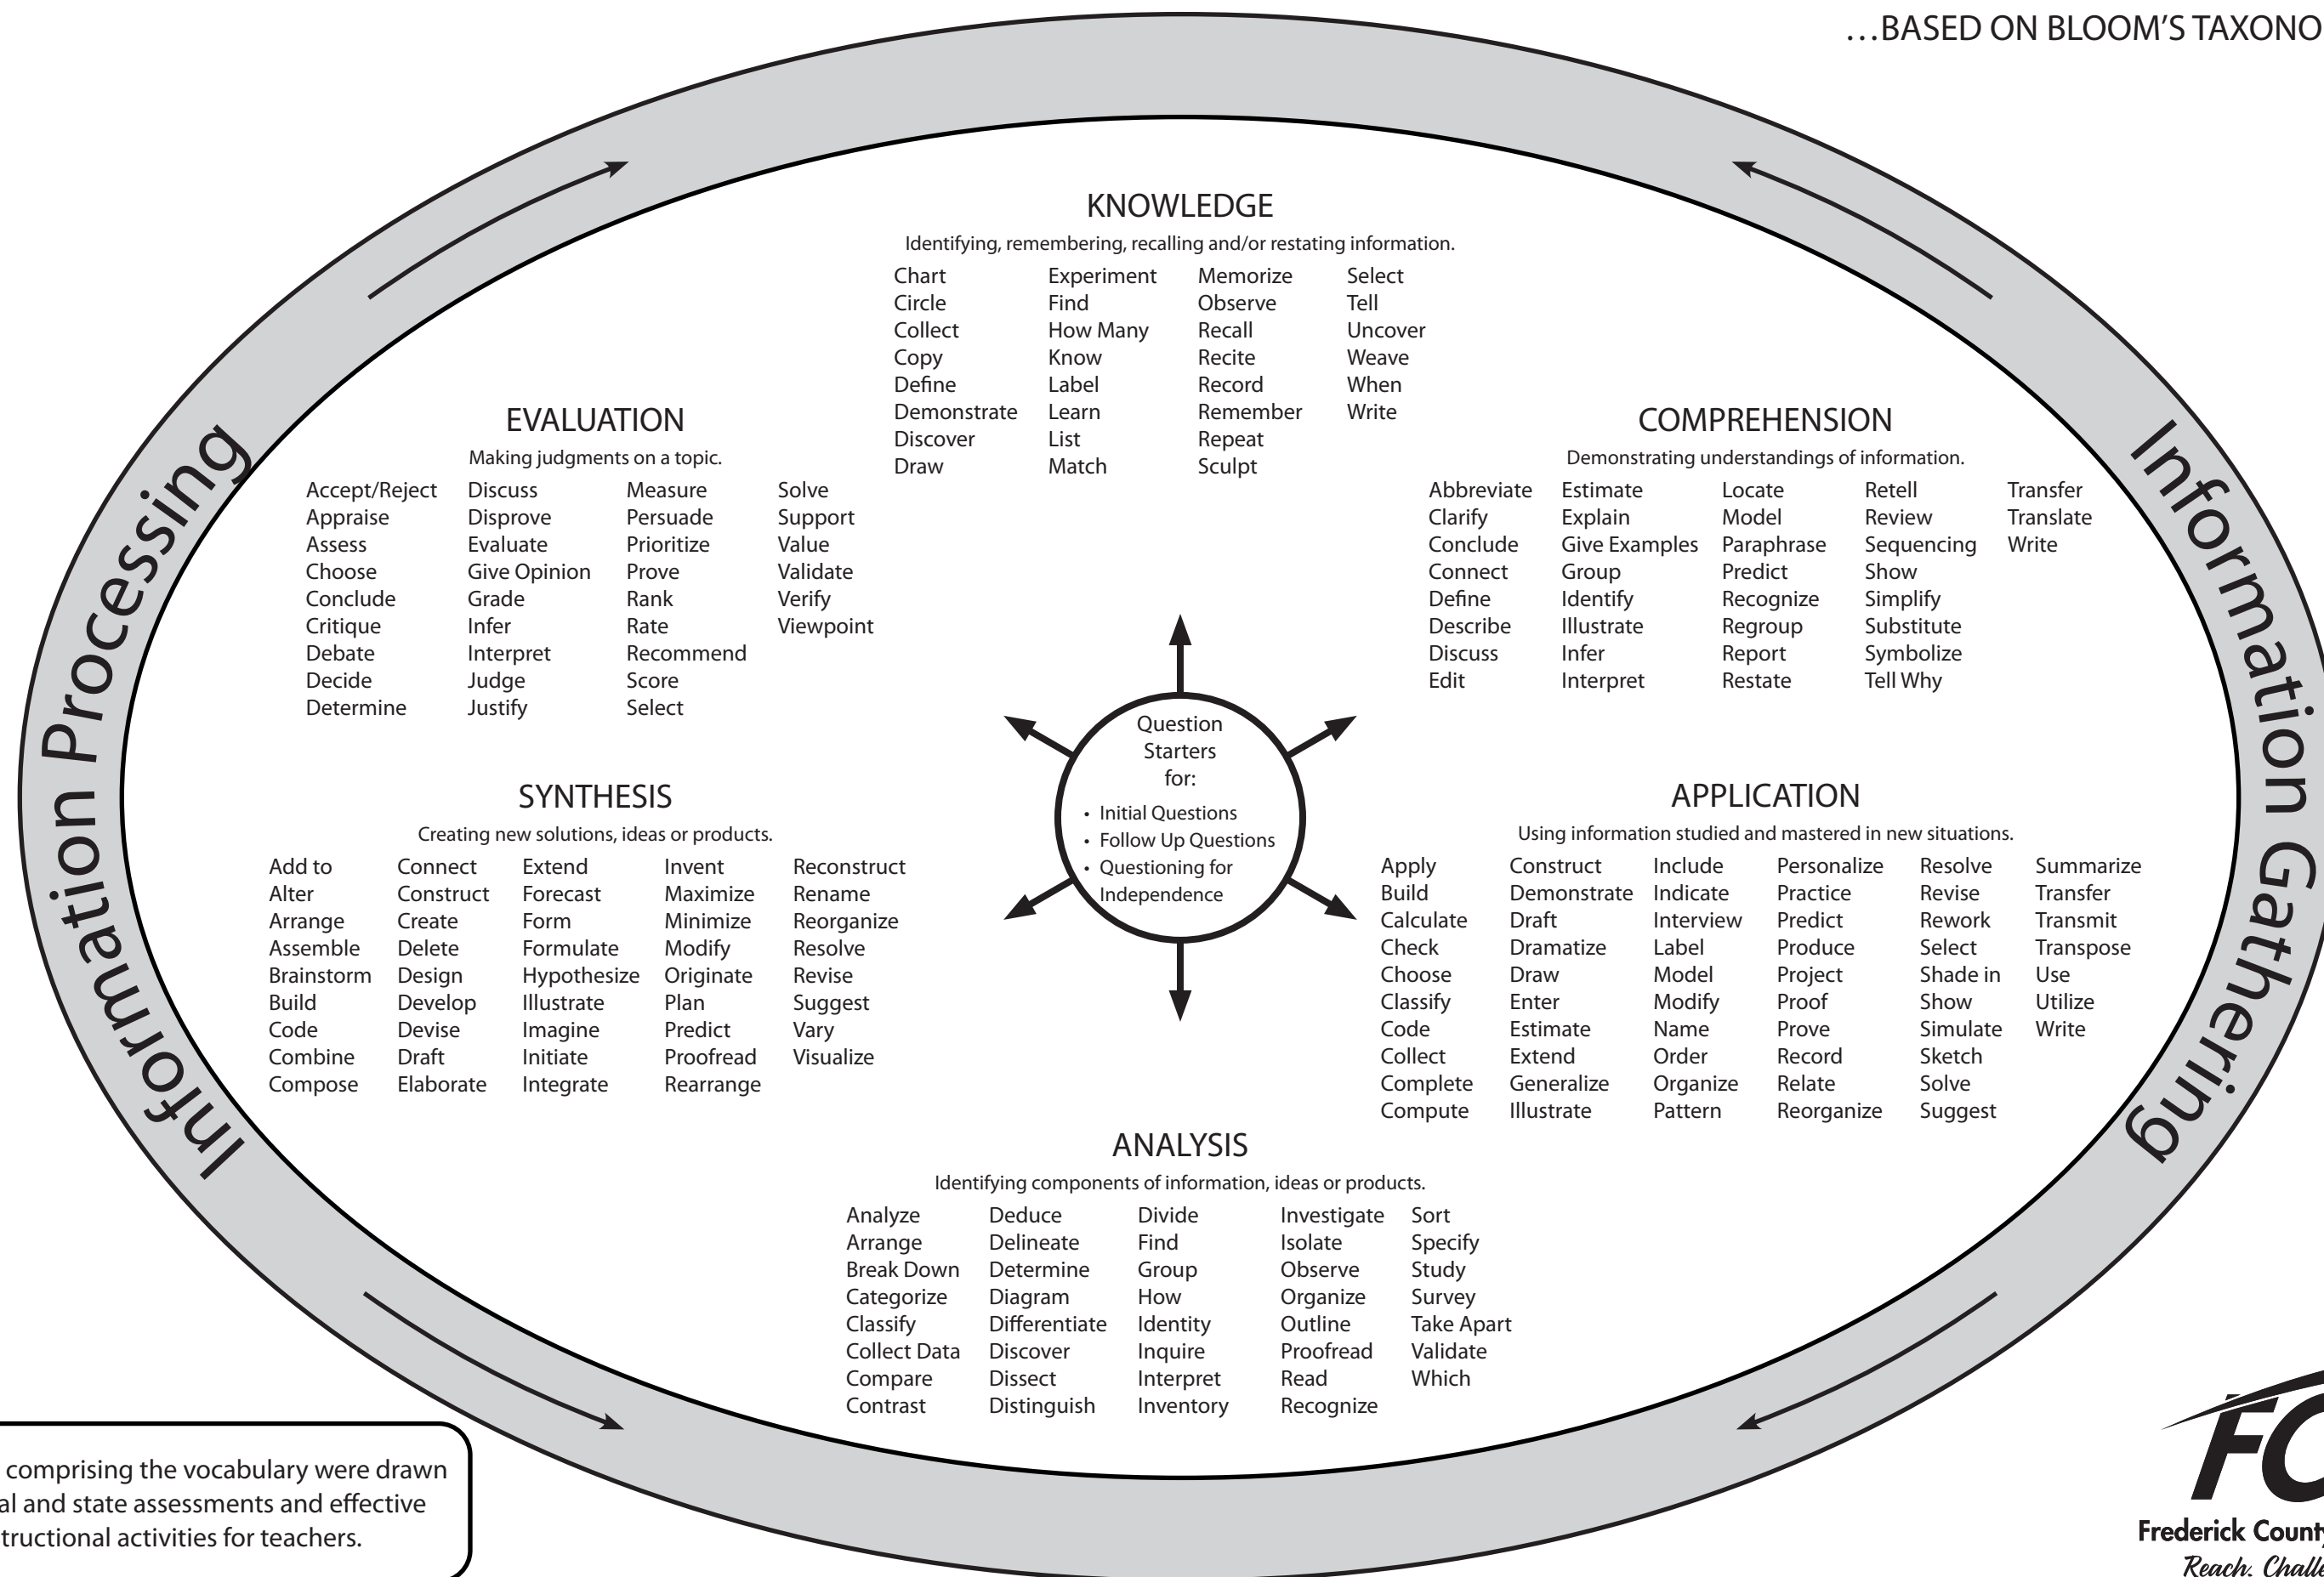 …BASED ON BLOOM’S TAXONO
KNOWLEDGE
Identifying, remembering, recalling and/or restating information.
Chart Experiment Memorize Select
Circle Find Observe Tell
Collect How Many Recall Uncover
Copy Know Recite Weave
Define Label Record When
Demonstrate Learn Remember Write
Discover List Repeat
Draw Match Sculpt
EVALUATION
Making judgments on a topic.
Accept/Reject Discuss Measure Solve
Appraise Disprove Persuade Support
Assess Evaluate Prioritize Value
Choose Give Opinion Prove Validate
Conclude Grade Rank Verify
Critique Infer Rate Viewpoint
Debate Interpret Recommend
Decide Judge Score
Determine Justify Select
COMPREHENSION
Demonstrating understandings of information.
Abbreviate Estimate Locate Retell Transfer
Clarify Explain Model Review Translate
Conclude Give Examples Paraphrase Sequencing Write
Connect Group Predict Show
Define Identify Recognize Simplify
Describe Illustrate Regroup Substitute
Discuss Infer Report Symbolize
Edit Interpret Restate Tell Why
Information Processing
Information Gathering
Question
Starters
for:
• Initial Questions
• Follow Up Questions
• Questioning for
Independence
SYNTHESIS
Creating new solutions, ideas or products.
Add to Connect Extend Invent Reconstruct
Alter Construct Forecast Maximize Rename
Arrange Create Form Minimize Reorganize
Assemble Delete Formulate Modify Resolve
Brainstorm Design Hypothesize Originate Revise
Build Develop Illustrate Plan Suggest
Code Devise Imagine Predict Vary
Combine Draft Initiate Proofread Visualize
Compose Elaborate Integrate Rearrange
APPLICATION
Using information studied and mastered in new situations.
Apply Construct Include Personalize Resolve Summarize
Build Demonstrate Indicate Practice Revise Transfer
Calculate Draft Interview Predict Rework Transmit
Check Dramatize Label Produce Select Transpose
Choose Draw Model Project Shade in Use
Classify Enter Modify Proof Show Utilize
Code Estimate Name Prove Simulate Write
Collect Extend Order Record Sketch
Complete Generalize Organize Relate Solve
Compute Illustrate Pattern Reorganize Suggest
ANALYSIS
Identifying components of information, ideas or products.
Analyze Deduce Divide Investigate Sort
Arrange Delineate Find Isolate Specify
Break Down Determine Group Observe Study
Categorize Diagram How Organize Survey
Classify Differentiate Identity Outline Take Apart
Collect Data Discover Inquire Proofread Validate
Compare Dissect Interpret Read Which
Contrast Distinguish Inventory Recognize
comprising the vocabulary were drawn
al and state assessments and effective
tructional activities for teachers.
FC
Frederick County
Reach. Chall